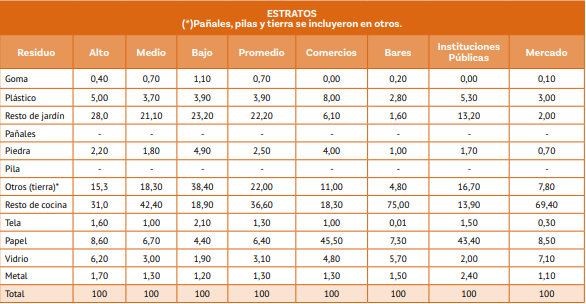 ESTRATOS
(*)Pañales, pilas y tierra se incluyeron en otros.
Residuo Alto Medio Bajo Promedio Comercios Bares Instituciones Públicas Mercado
Goma 0,40 0,70 1,10 0,70 0,00 0,20 0,00 0,10
Plástico 5,00 3,70 3,90 3,90 8,00 2,80 5,30 3,00
Resto de jardín 28,0 21,10 23,20 22,20 6,10 1,60 13,20 2,00
Pañales - - - - - - - -
Piedra 2,20 1,80 4,90 2,50 4,00 1,00 1,70 0,70
Pila - - - - - - - -
Otros (tierra)* 15,3 18,30 38,40 22,00 11,00 4,80 16,70 7,80
Resto de cocina 31,0 42,40 18,90 36,60 18,30 75,00 13,90 69,40
Tela 1,60 1,00 2,10 1,30 1,00 0,01 1,50 0,30
Papel 8,60 6,70 4,40 6,40 45,50 7,30 43,40 8,50
Vidrio 6,20 3,00 1,90 3,10 4,80 5,70 2,00 7,10
Metal 1,70 1,30 1,20 1,30 1,30 1,50 2,40 1,10
Total 100 100 100 100 100 100 100 100